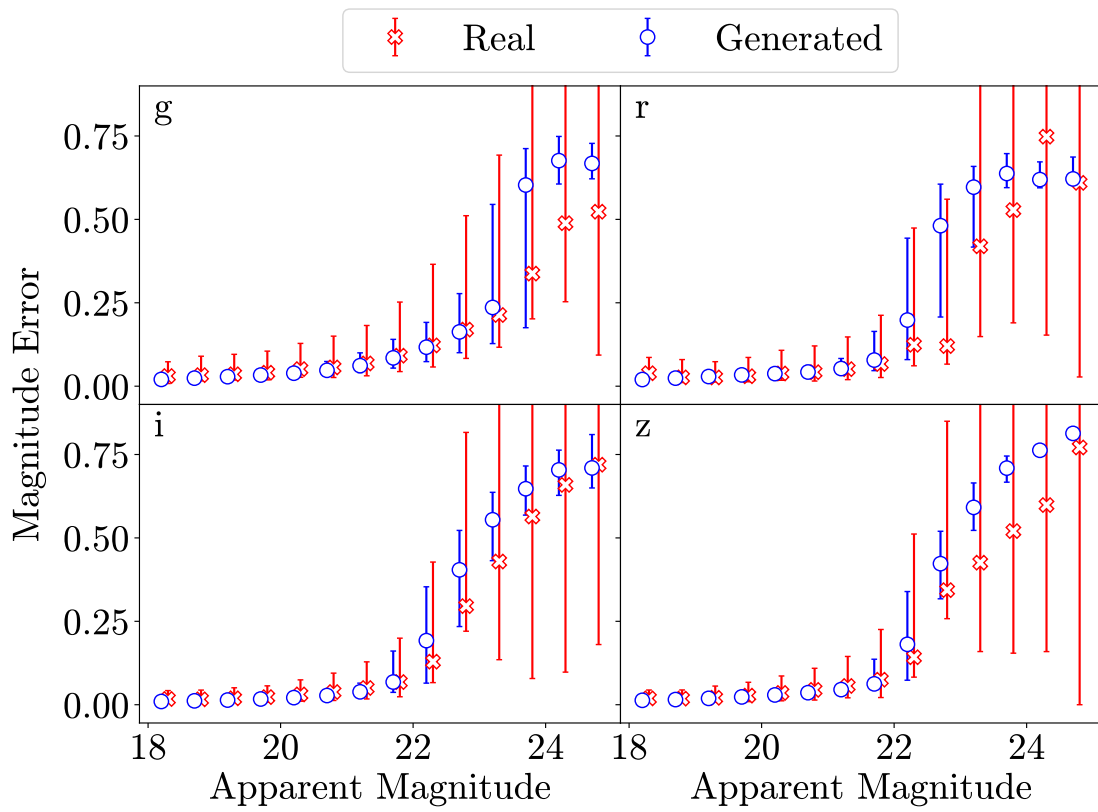 Real Generated
g
0.75
0.50
0.25
0.00
r
i
0.75
0.50
0.25
0.00
z
Magnitude Error
18 20 22 24
18 20 22 24
Apparent Magnitude
Apparent Magnitude